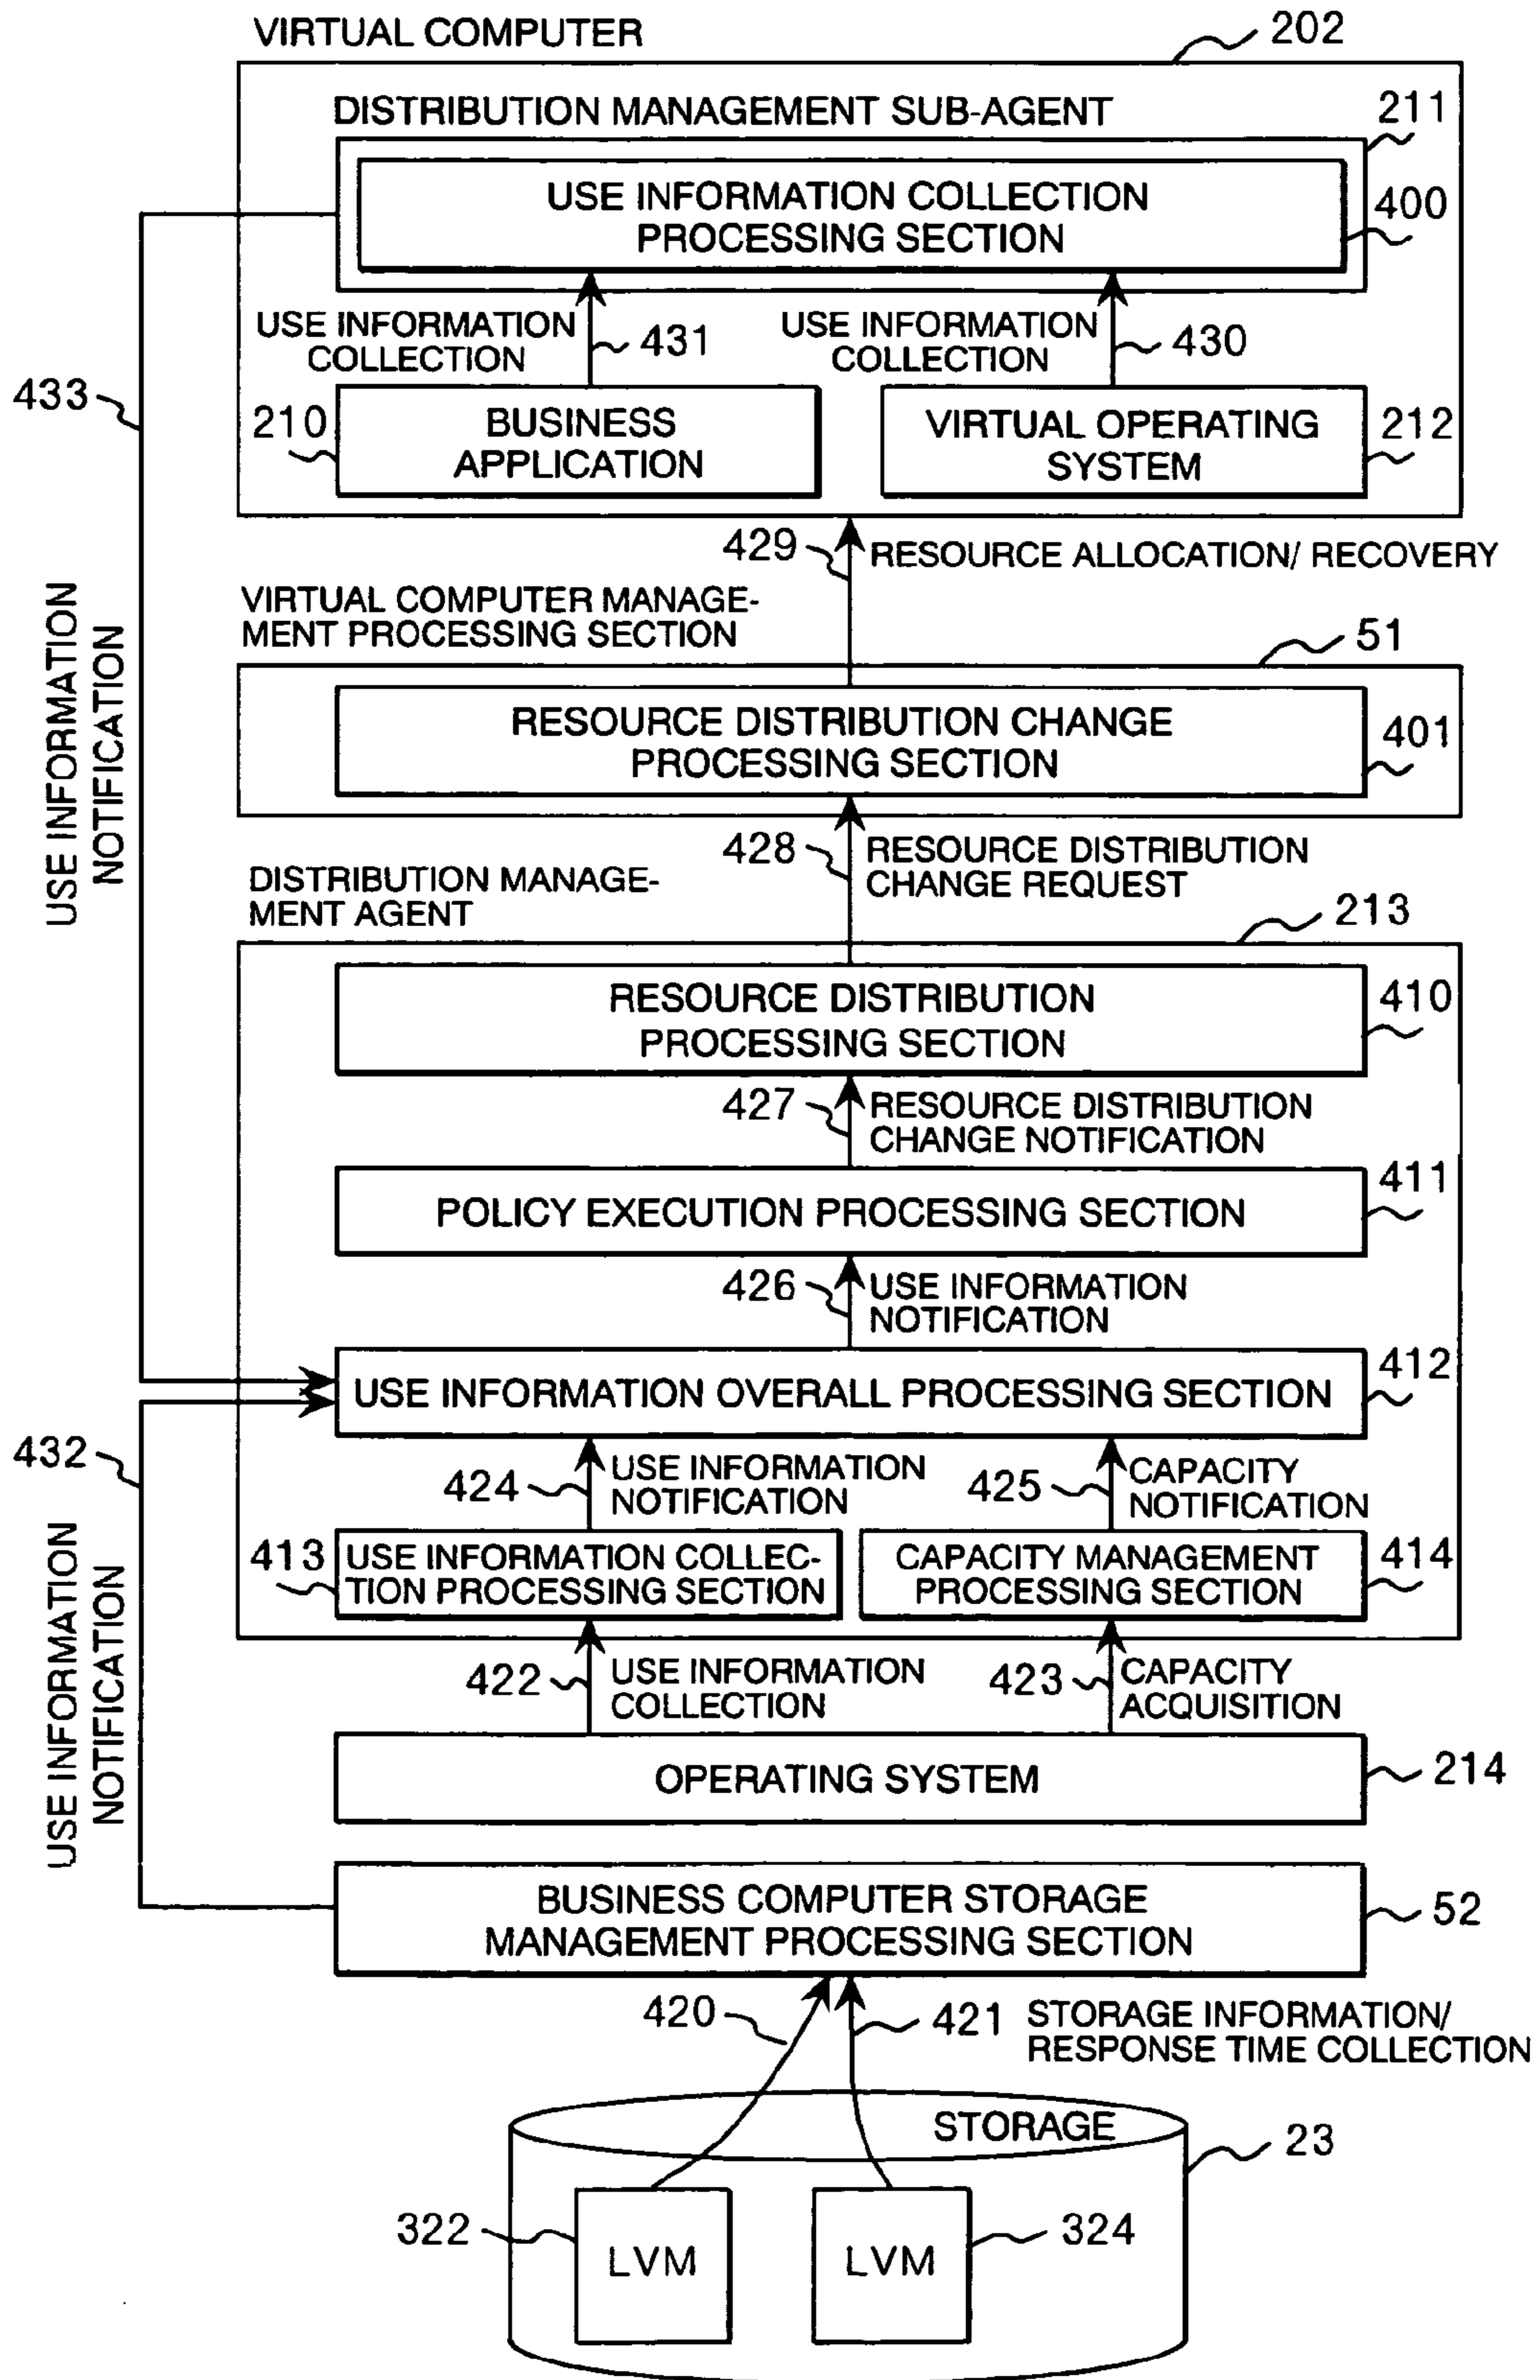 VIRTUAL COMPUTER
202
DISTRIBUTION MANAGEMENT SUB-AGENT
211
USE INFORMATION COLLECTION
PROCESSING SECTION
400
USE INFORMATION
COLLECTION
431
USE INFORMATION
COLLECTION
430
433
210
BUSINESS
APPLICATION
VIRTUAL OPERATING
SYSTEM
212
429
RESOURCE ALLOCATION/ RECOVERY
USE INFORMATION
NOTIFICATION
VIRTUAL COMPUTER MANAGE-
MENT PROCESSING SECTION
51
RESOURCE DISTRIBUTION CHANGE
PROCESSING SECTION
401
428
RESOURCE DISTRIBUTION
CHANGE REQUEST
DISTRIBUTION MANAGE-
MENT AGENT
213
RESOURCE DISTRIBUTION
PROCESSING SECTION
410
427
RESOURCE DISTRIBUTION
CHANGE NOTIFICATION
POLICY EXECUTION PROCESSING SECTION
411
426
USE INFORMATION
NOTIFICATION
USE INFORMATION OVERALL PROCESSING SECTION
412
432
424
USE INFORMATION
NOTIFICATION
425
CAPACITY
NOTIFICATION
USE INFORMATION
NOTIFICATION
413
USE INFORMATION COLLEC-
TION PROCESSING SECTION
CAPACITY MANAGEMENT
PROCESSING SECTION
414
422
USE INFORMATION
COLLECTION
423
CAPACITY
ACQUISITION
OPERATING SYSTEM
214
BUSINESS COMPUTER STORAGE
MANAGEMENT PROCESSING SECTION
52
420
421
STORAGE INFORMATION/
RESPONSE TIME COLLECTION
STORAGE
23
322
LVM
LVM
324